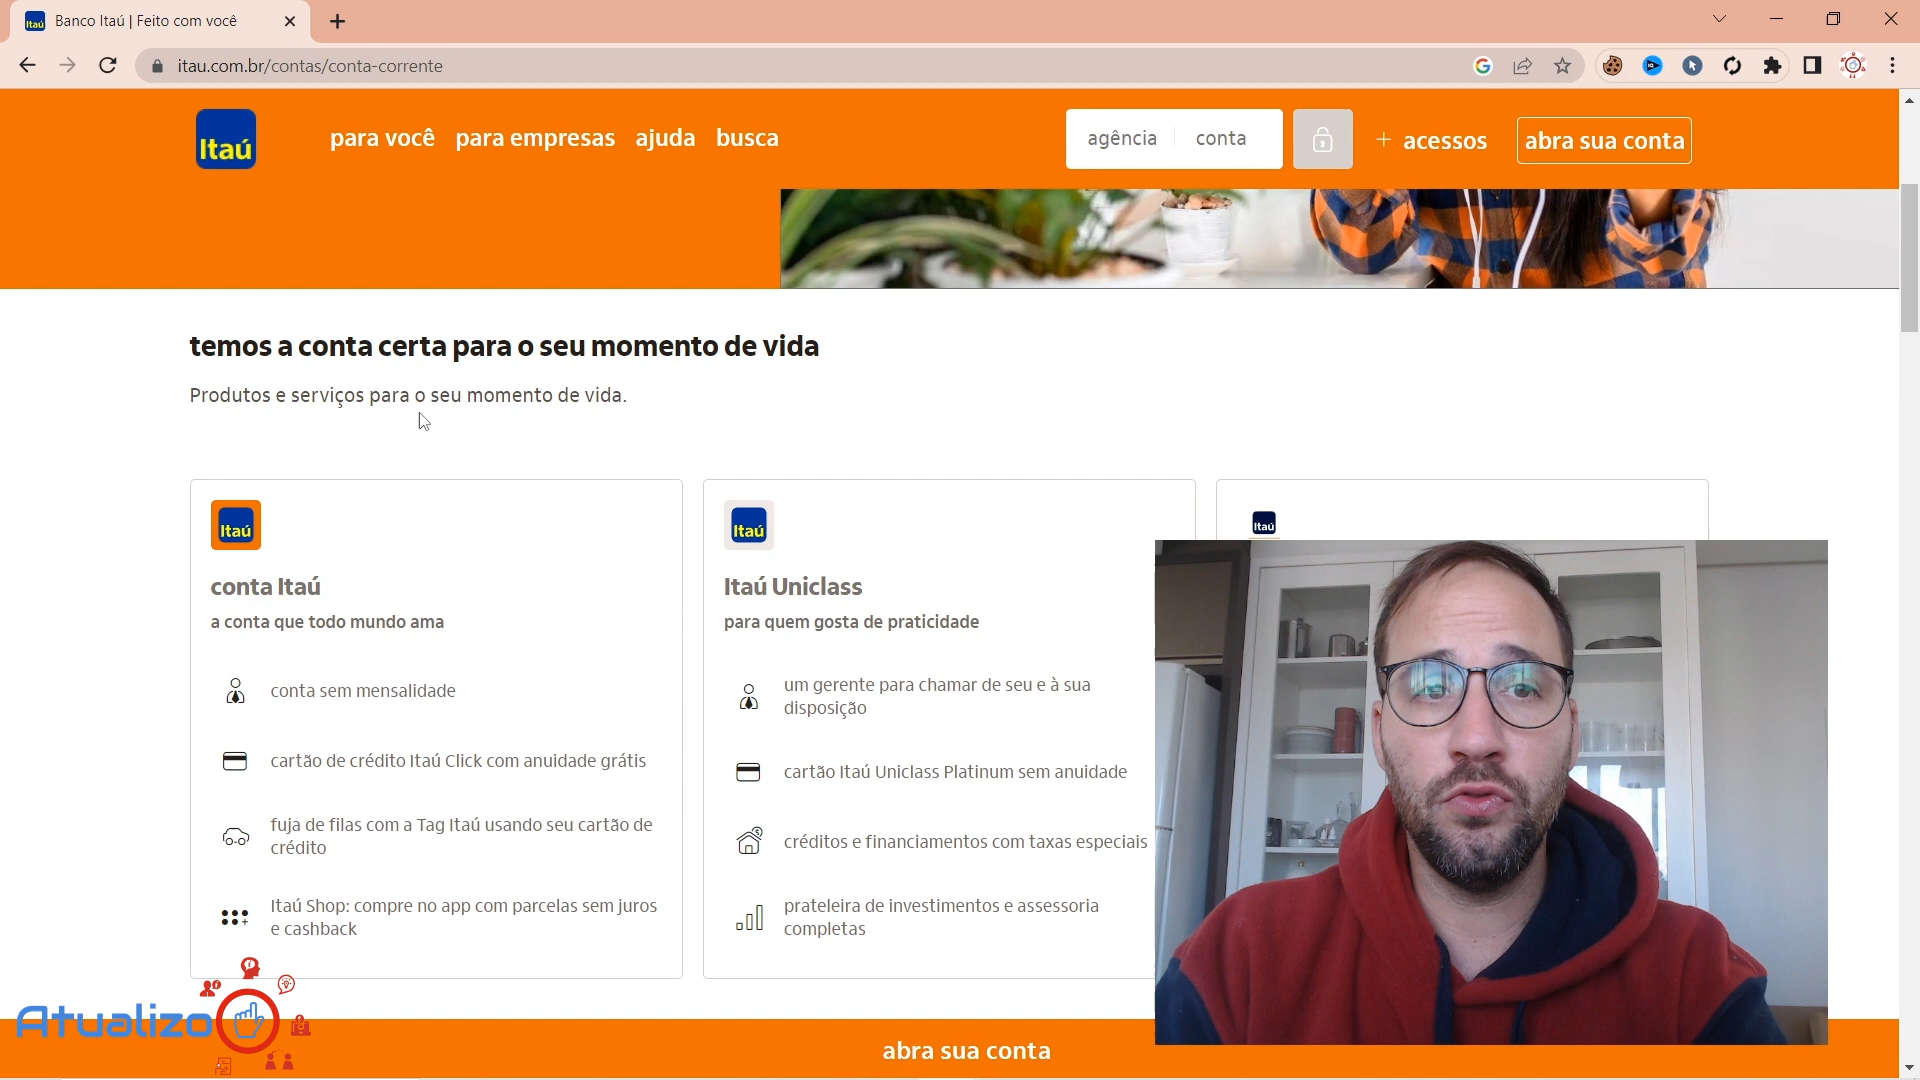 Banco Itaú | Feito com você
itau.com.br/contas/conta-corrente
Itaú
para você para empresas ajuda busca
agência conta
+ acessos
abra sua conta
temos a conta certa para o seu momento de vida
Produtos e serviços para o seu momento de vida.
Itaú
conta Itaú
a conta que todo mundo ama
conta sem mensalidade
cartão de crédito Itaú Click com anuidade grátis
fuja de filas com a Tag Itaú usando seu cartão de
crédito
Itaú Shop: compre no app com parcelas sem juros
e cashback
Itaú
Itaú Uniclass
para quem gosta de praticidade
um gerente para chamar de seu e à sua
disposição
cartão Itaú Uniclass Platinum sem anuidade
créditos e financiamentos com taxas especiais
prateleira de investimentos e assessoria
completas
Itaú
Atualizo
abra sua conta